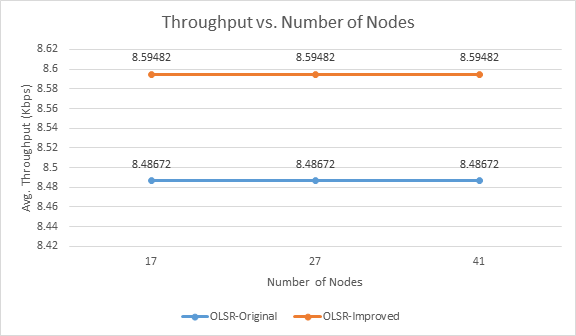 Throughput vs. Number of Nodes
Avg. Throughput (Kbps)
8.62
8.6
8.58
8.56
8.54
8.52
8.5
8.48
8.46
8.44
8.42
8.59482 8.59482 8.59482
8.48672 8.48672 8.48672
17 27 41
Number of Nodes
OLSR-Original OLSR-Improved